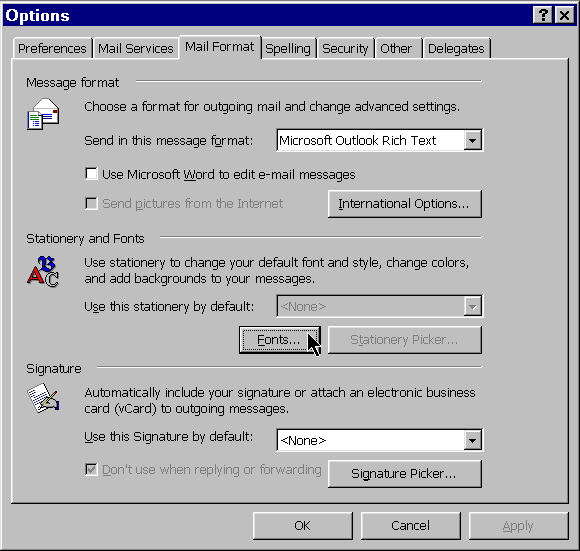 Options
Preferences Mail Services Mail Format Spelling Security Other Delegates
Message format
Choose a format for outgoing mail and change advanced settings.
Send in this message format: Microsoft Outlook Rich Text
Use Microsoft Word to edit e-mail messages
Send pictures from the Internet International Options...
Stationery and Fonts
Use stationery to change your default font and style, change colors,
and add backgrounds to your messages.
Use this stationery by default: <None>
Fonts... Stationery Picker...
Signature
Automatically include your signature or attach an electronic business
card (vCard) to outgoing messages.
Use this Signature by default: <None>
Don't use when replying or forwarding Signature Picker...
OK Cancel Apply